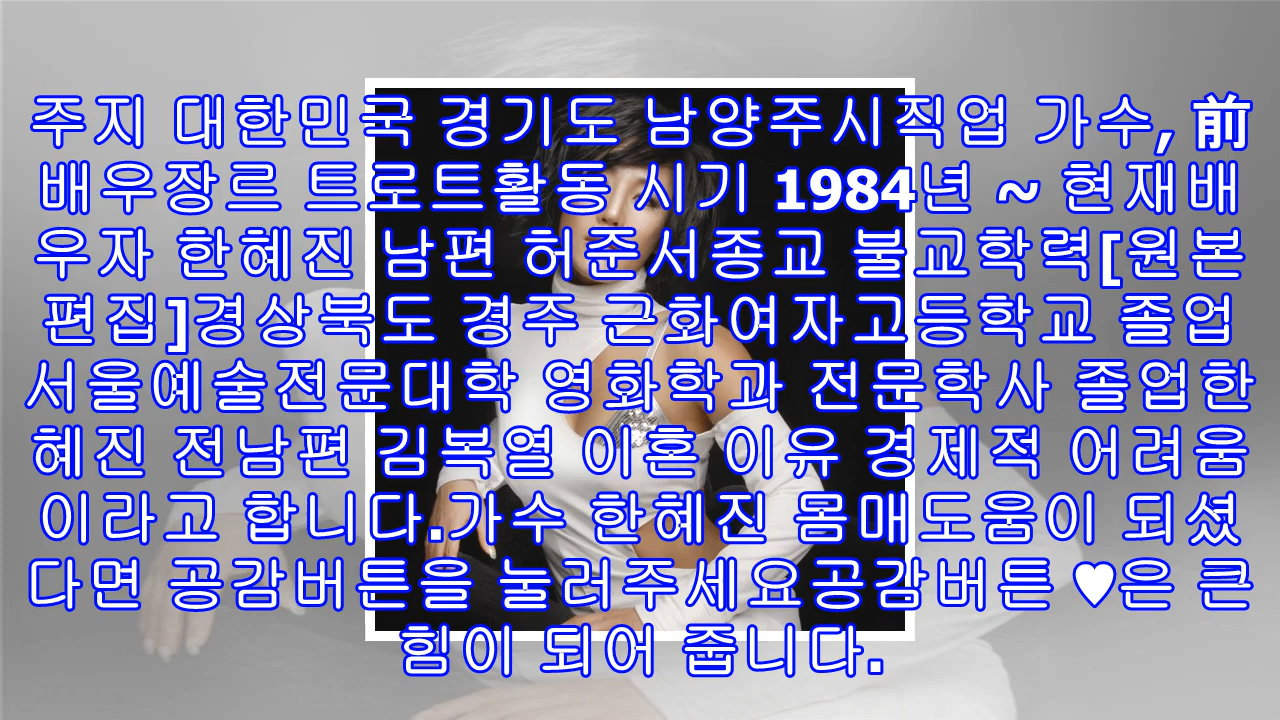 주지 대한민국 경기도 남양주시직업 가수, 前
배우장르 트로트활동 시기 1984년 ~ 현재배
우자 한혜진 남편 허준서종교 불교학력[원본
편집]경상북도 경주 근화여자고등학교 졸업
서울예술전문대학 영화학과 전문학사 졸업한
혜진 전남편 김복열 이혼 이유 경제적 어려움
이라고 합니다.가수 한혜진 몸매도움이 되셨
다면 공감버튼을 눌러주세요공감버튼 ♥은 큰
힘이 되어 줍니다.